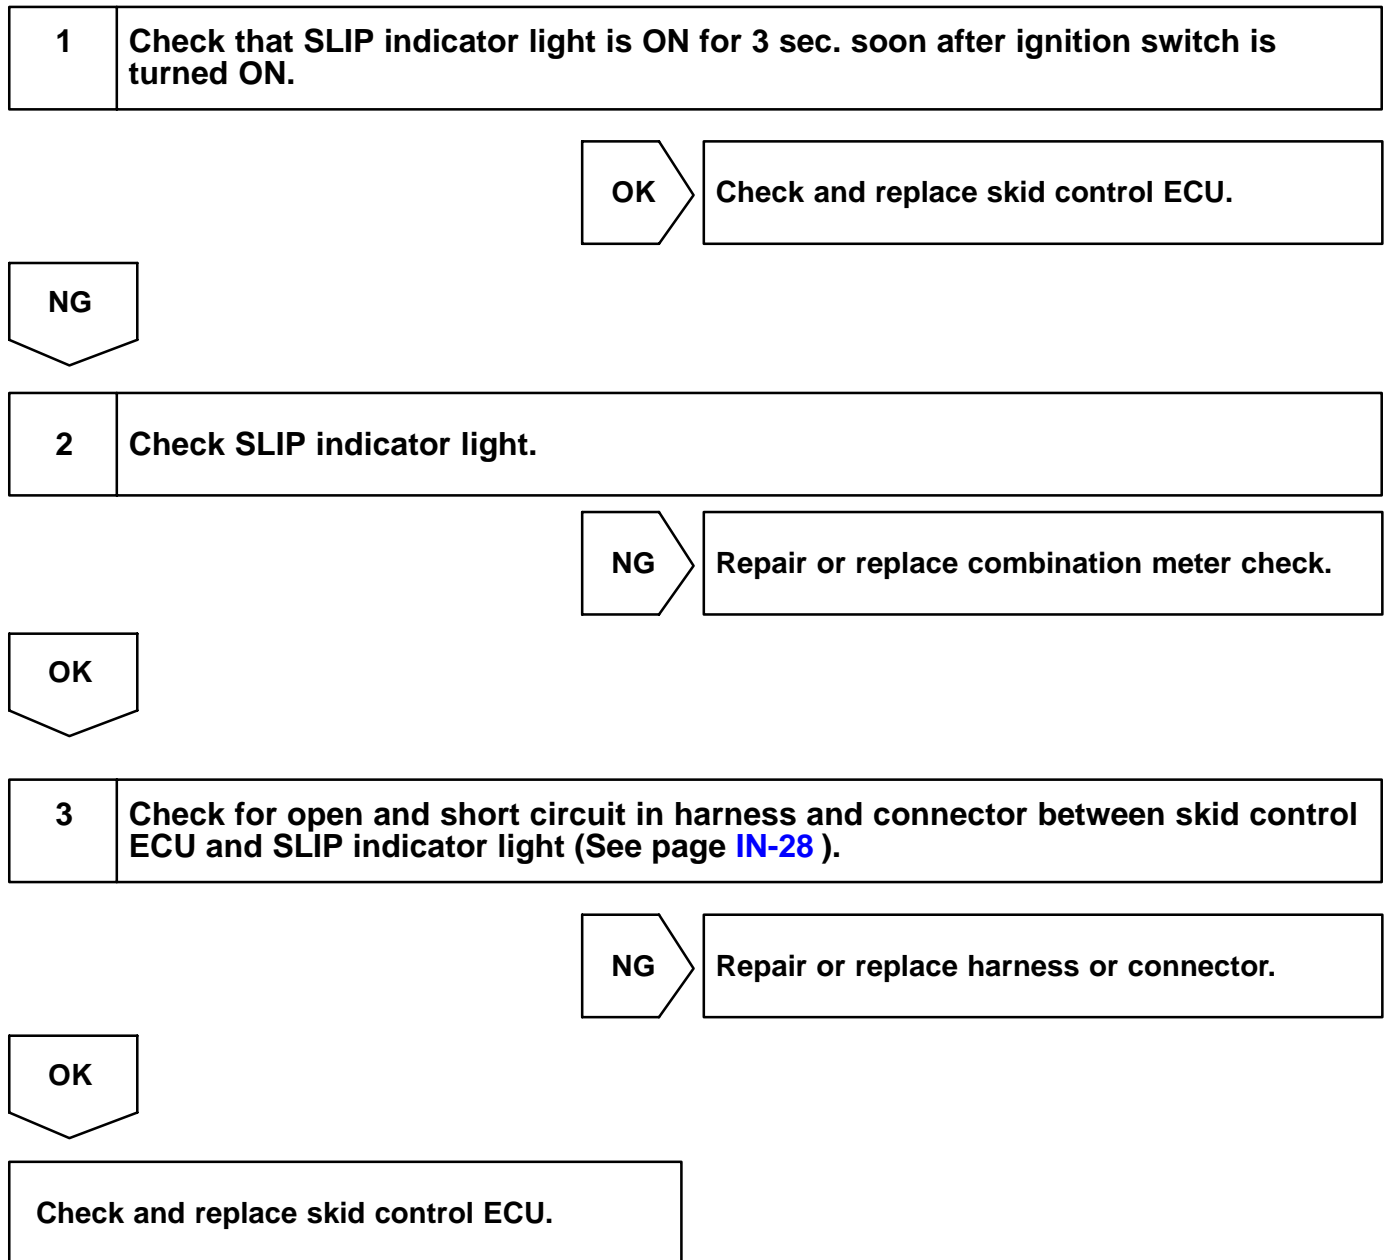 1
Check that SLIP indicator light is ON for 3 sec. soon after ignition switch is
turned ON.
OK
Check and replace skid control ECU.
NG
2
Check SLIP indicator light.
NG
Repair or replace combination meter check.
OK
3
Check for open and short circuit in harness and connector between skid control
ECU and SLIP indicator light (See page IN-28 ).
NG
Repair or replace harness or connector.
OK
Check and replace skid control ECU.